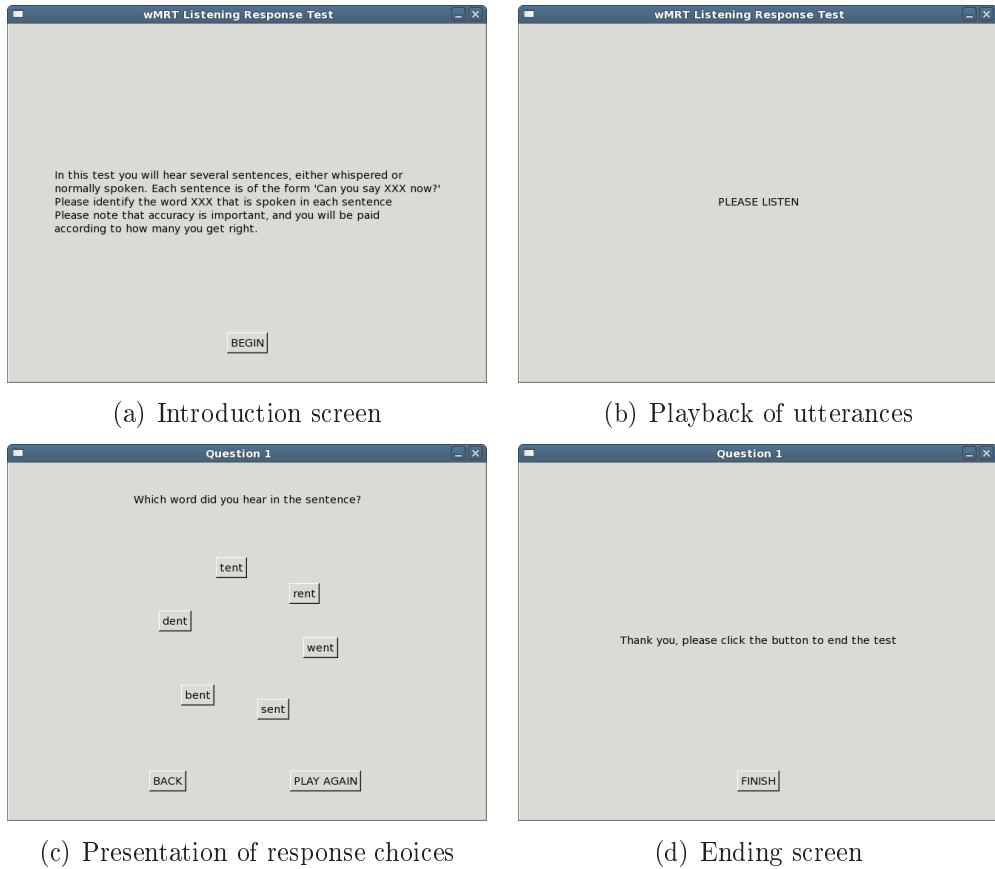 wMRT Listening Response Test
In this test you will hear several sentences, either whispered or
normally spoken. Each sentence is of the form 'Can you say XXX now?'
Please identify the word XXX that is spoken in each sentence
Please note that accuracy is important, and you will be paid
according to how many you get right.
BEGIN
(a) Introduction screen
wMRT Listening Response Test
PLEASE LISTEN
(b) Playback of utterances
Question 1
Which word did you hear in the sentence?
tent
rent
dent
went
bent
sent
BACK
PLAY AGAIN
(c) Presentation of response choices
Question 1
Thank you, please click the button to end the test
FINISH
(d) Ending screen